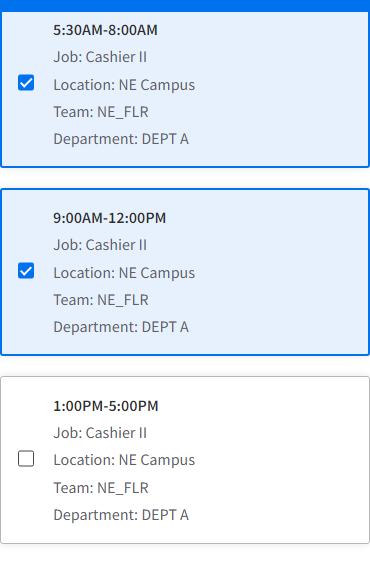 5:30AM-8:00AM
Job: Cashier II
Location: NE Campus
Team: NE_FLR
Department: DEPT A
9:00AM-12:00PM
Job: Cashier II
Location: NE Campus
Team: NE_FLR
Department: DEPT A
1:00PM-5:00PM
Job: Cashier II
Location: NE Campus
Team: NE_FLR
Department: DEPT A